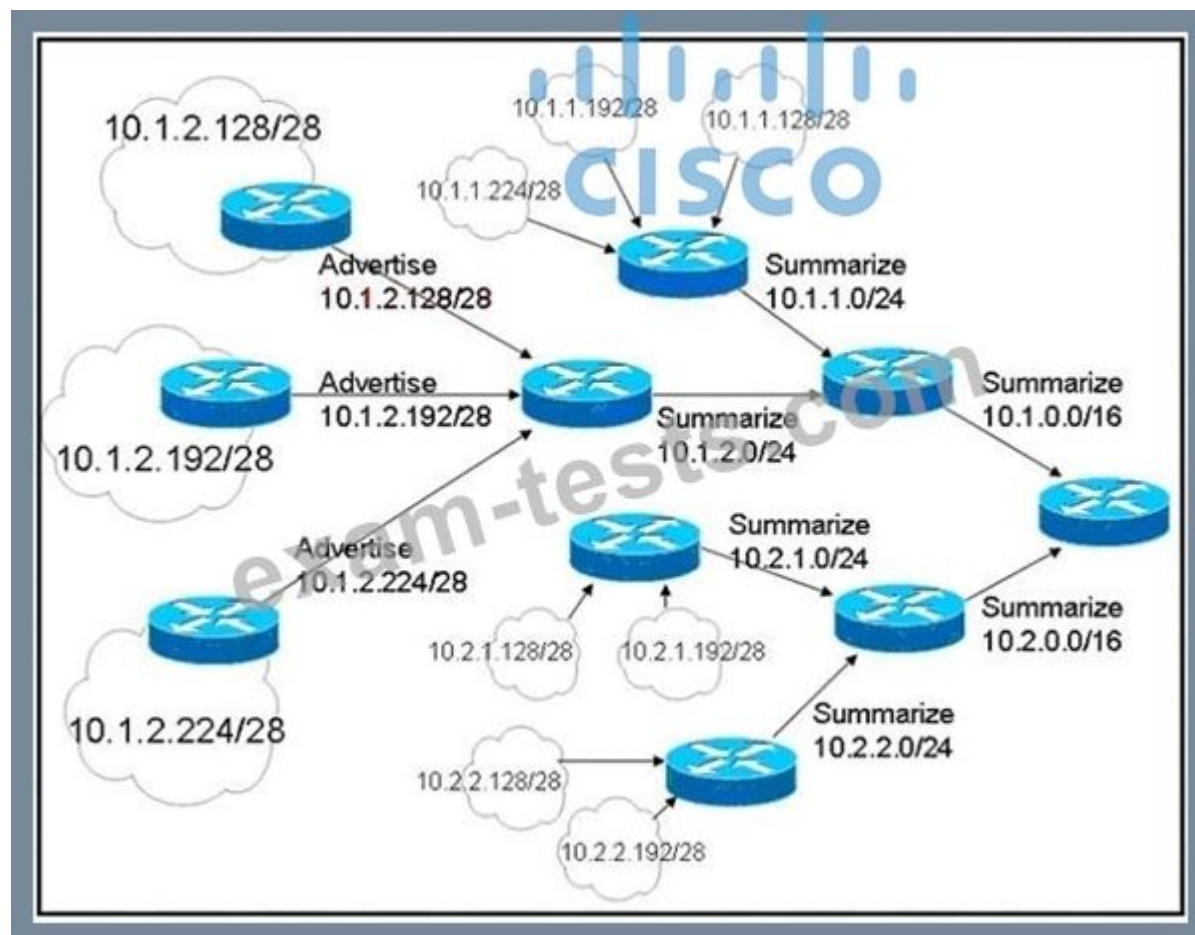 10.1.2.128/28
10.1.1.192/28
10.1.1.128/28
10.1.1.224/28
CISCO
Advertise
10.1.2.128/28
Summarize
10.1.1.0/24
Advertise
10.1.2.192/28
10.1.2.192/28
Summarize
10.1.2.0/24
Summarize
10.1.0.0/16
exam-tests.com
Advertise
10.1.2.224/28
10.1.2.224/28
Summarize
10.2.1.0/24
10.2.1.128/28
10.2.1.192/28
Summarize
10.2.0.0/16
Summarize
10.2.2.0/24
10.2.2.128/28
10.2.2.192/28